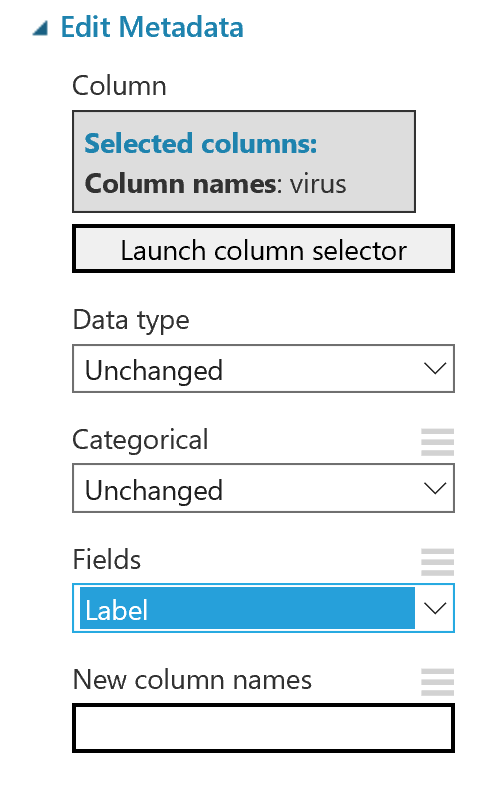 Edit Metadata
Column
Selected columns:
Column names: virus
Launch column selector
Data type
Unchanged
Categorical
Unchanged
Fields
Label
New column names